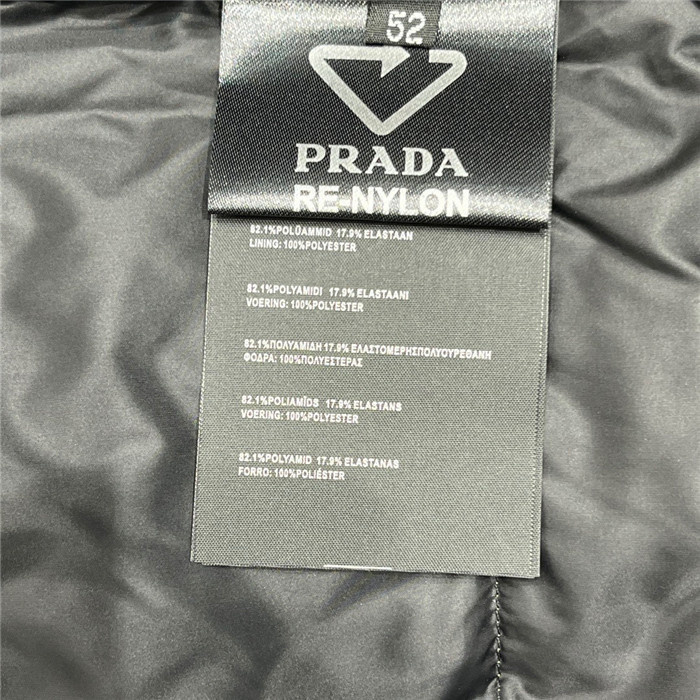 52
PRADA
RE-NYLON
82.1%POLÜAMMID 17.9% ELASTAAN
LINING: 100%POLYESTER
82.1%POLYAMIDI 17.9% ELASTAANI
VOERING: 100%POLYESTER
82.1%ΠΟΛΥΑΜΙΔΗ 17.9% ΕΛΑΣΤΟΜΕΡΗΣΠΟΛΥΟΥΡΕΘΑΝΗ
ΦΟΔΡΑ: 100%ΠΟΛΥΕΣΤΕΡΑΣ
82.1%POLIAMĪDS 17.9% ELASTANS
VOERING: 100%POLYESTER
82.1%POLYAMID 17.9% ELASTANAS
FORRO: 100%POLIÉSTER